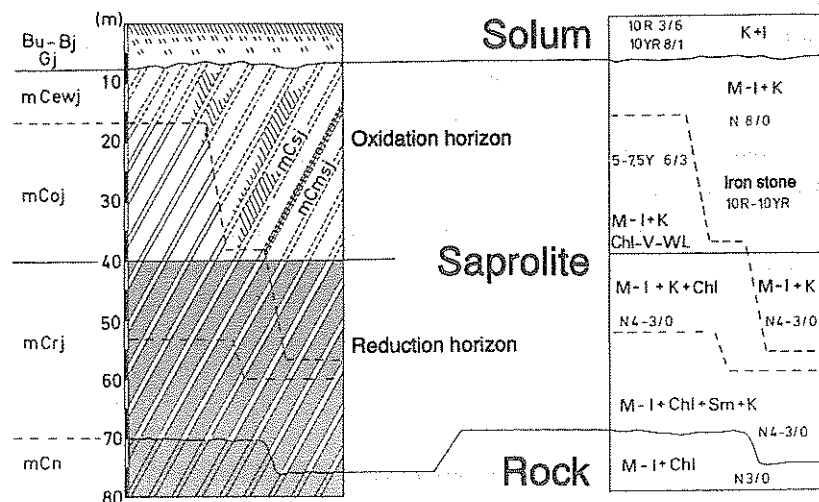 (m)
Bu-Bj
Gj
mCewj
mCoj
mCrj
mCn
10
20
30
40
50
60
70
80
mCsj
mCmsj
Solum
Oxidation horizon
Saprolite
Reduction horizon
Rock
10R 3/6
10YR 8/1
K+I
M-I+K
N 8/0
5-7,5Y 6/3
Iron stone
10R-10YR
M-I+K
Chl-V-WL
M-I+K+Chl
N4-3/0
M-I+K
N4-3/0
M-I+Chl+Sm+K
N4-3/0
M-I+Chl
N3/0